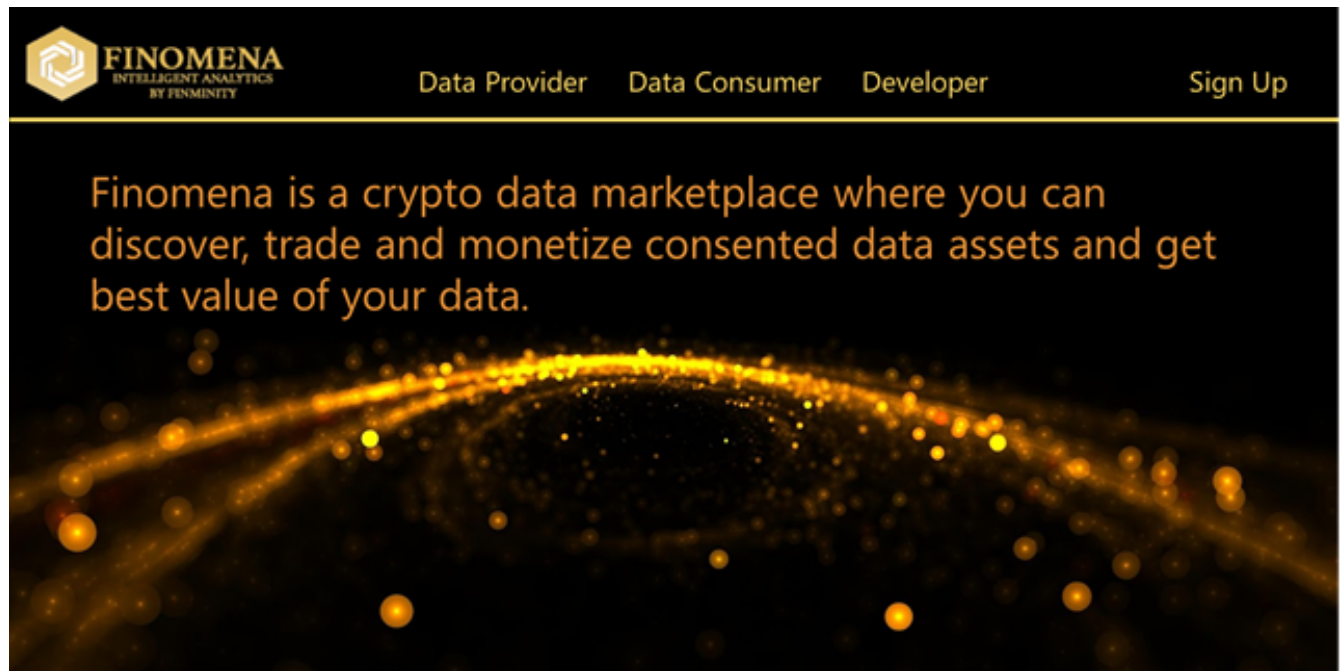 FINOMENA
INTELLIGENT ANALYTICS
BY FINMINITY
Data Provider Data Consumer Developer Sign Up
Finomena is a crypto data marketplace where you can
discover, trade and monetize consented data assets and get
best value of your data.